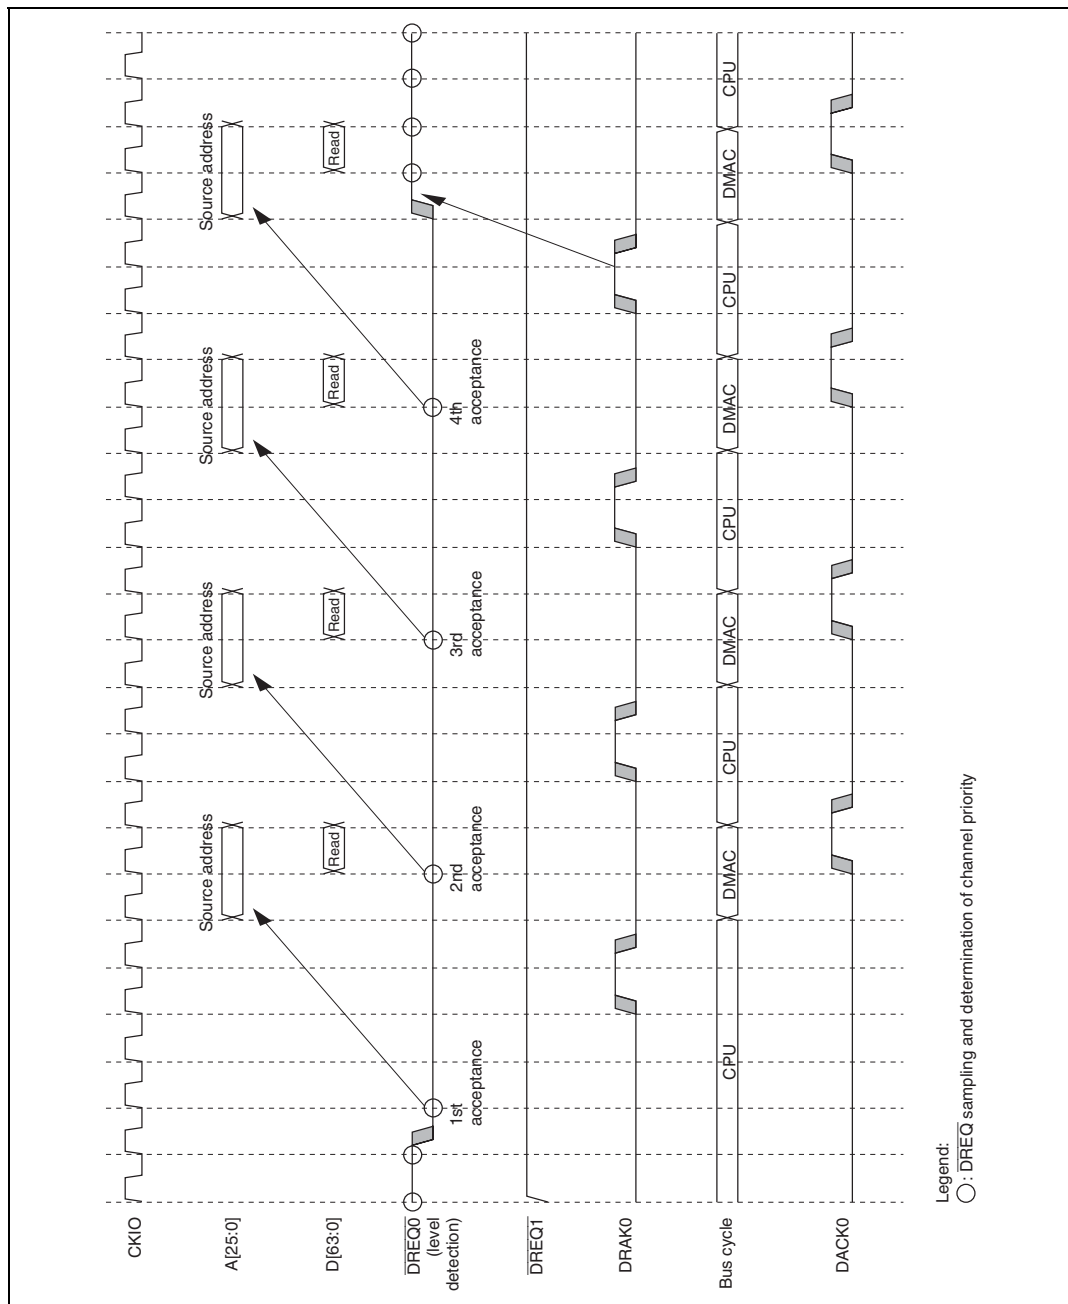 CKIO
A[25:0]
Source address
Source address
Source address
Source address
D[63:0]
Read
Read
Read
Read
DREQ0
(level
detection)
1st
acceptance
2nd
acceptance
3rd
acceptance
4th
acceptance
DREQ1
DRAK0
Bus cycle
CPU
DMAC
CPU
DMAC
CPU
DMAC
CPU
DMAC
CPU
DACK0
Legend:
○: DREQ sampling and determination of channel priority